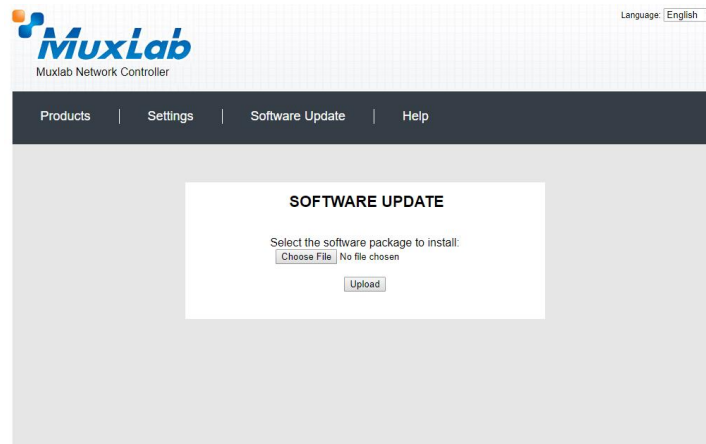 Language: English
MuxLab
Muxlab Network Controller
Products | Settings | Software Update | Help
SOFTWARE UPDATE
Select the software package to install:
Choose File No file chosen
Upload